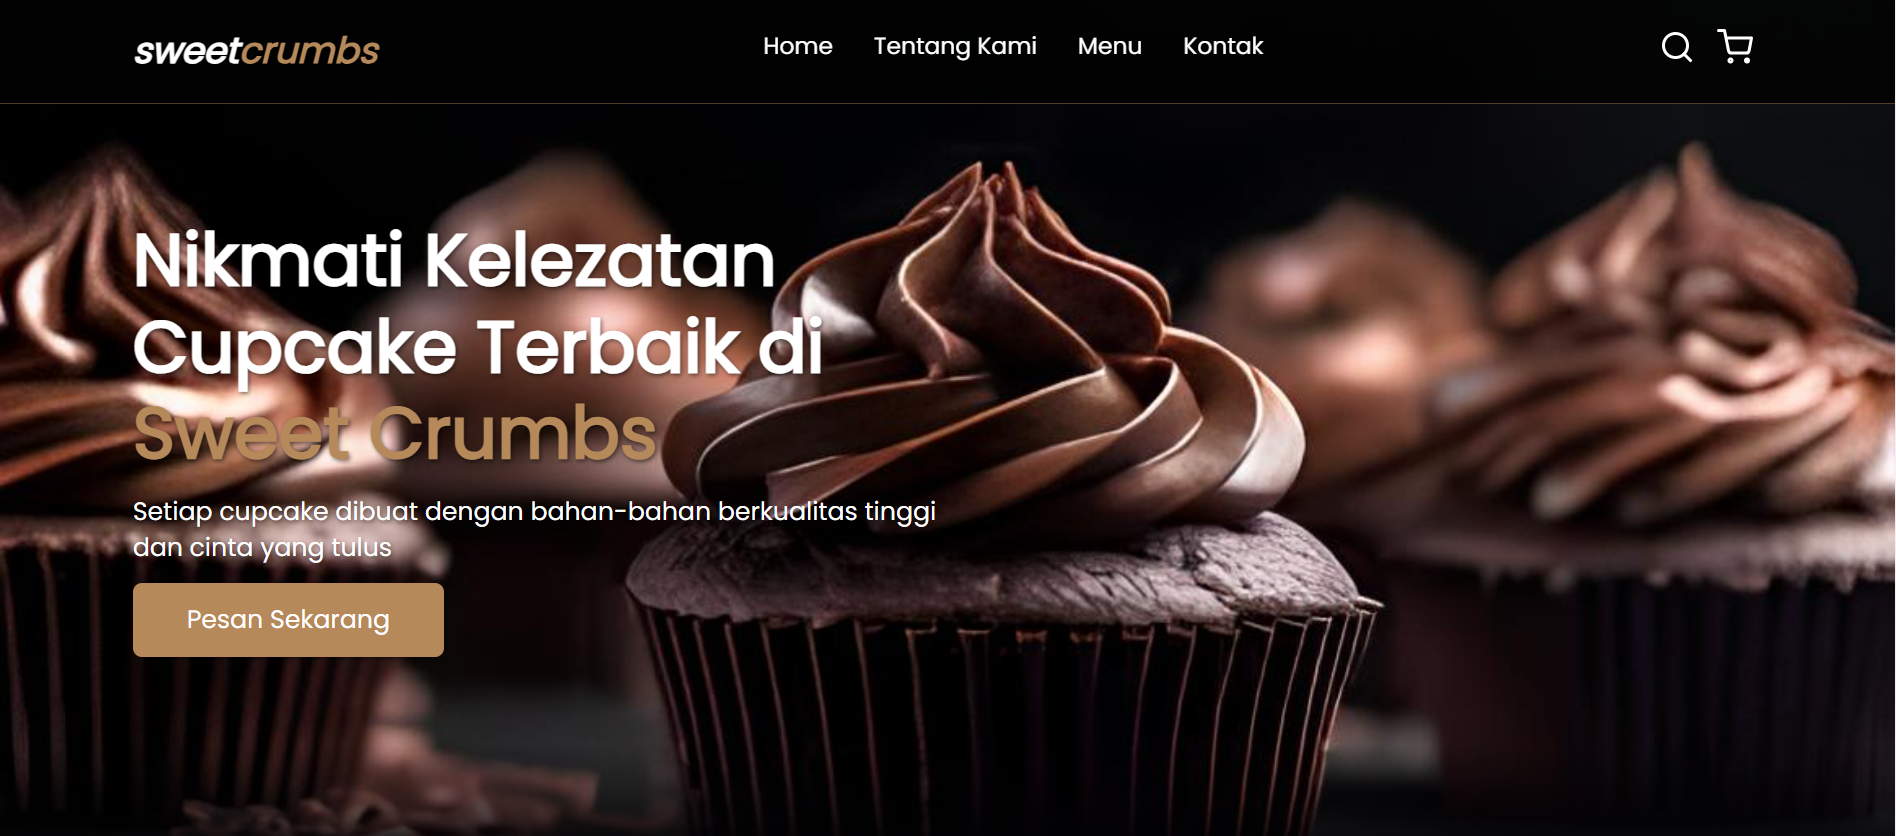 sweetcrumbs
Home Tentang Kami Menu Kontak
Nikmati Kelezatan
Cupcake Terbaik di
Sweet Crumbs
Setiap cupcake dibuat dengan bahan-bahan berkualitas tinggi
dan cinta yang tulus
Pesan Sekarang